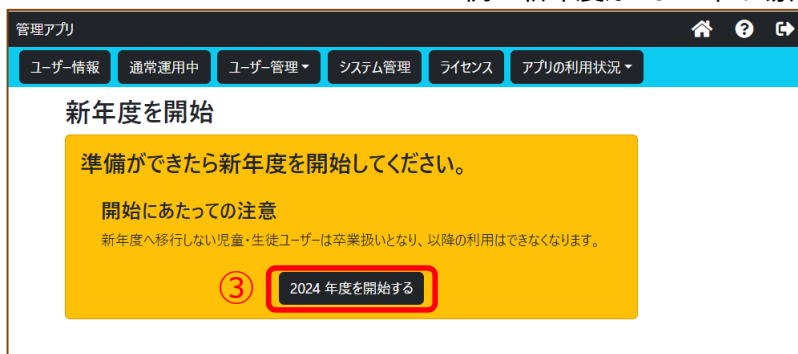 管理アプリ
ユーザー情報 通常運用中 ユーザー管理 システム管理 ライセンス アプリの利用状況
新年度を開始
準備ができたら新年度を開始してください。
開始にあたっての注意
新年度へ移行しない児童・生徒ユーザーは卒業扱いとなり、以降の利用はできなくなります。
③ 2024 年度を開始する